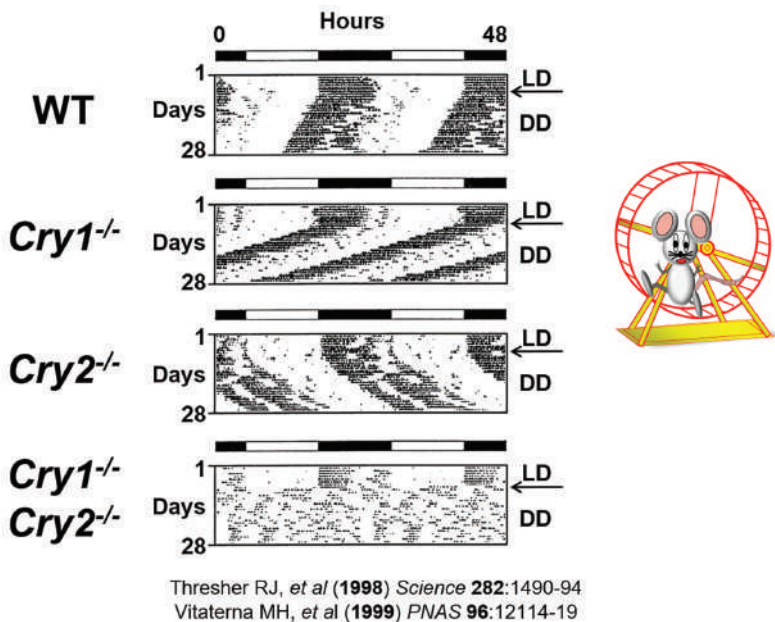 Hours
0 48
1 LD
WT Days DD
28
1 LD
Cry1-/- Days DD
28
1 LD
Cry2-/- Days DD
28
Cry1-/- 1 LD
Cry2-/- Days DD
28
Thresher RJ, et al (1998) Science 282:1490-94
Vitaterna MH, et al (1999) PNAS 96:12114-19